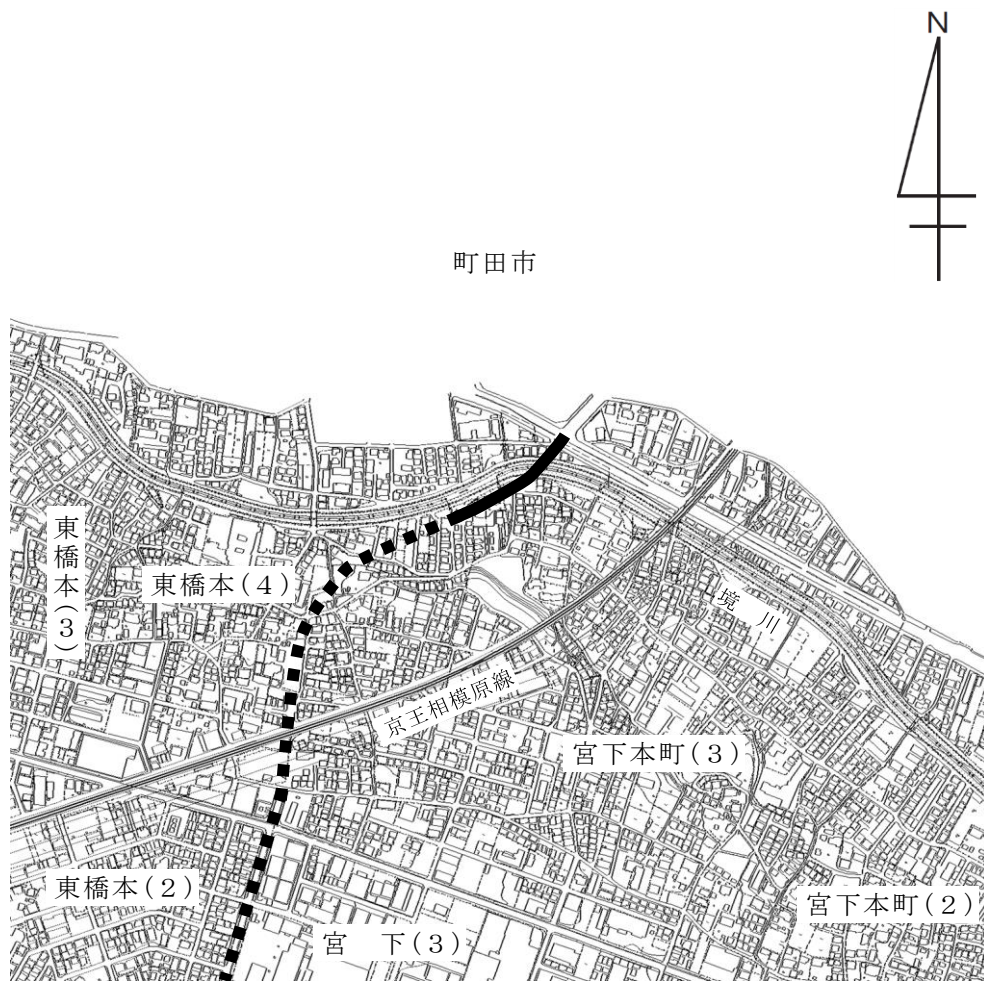 N
町田市
東橋本(3)
東橋本(4)
境川
京王相模原線
宮下本町(3)
東橋本(2)
宮下本町(2)
宮 下(3)